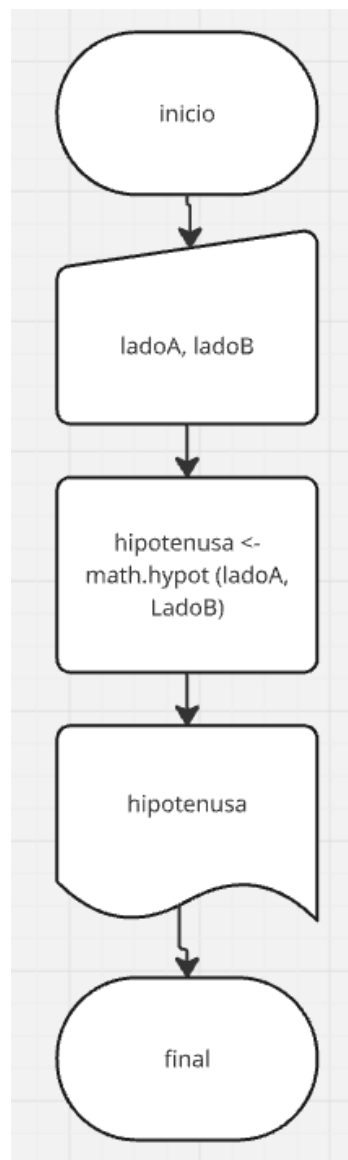 inicio
ladoA, ladoB
hipotenusa <-
math.hypot (ladoA,
LadoB)
hipotenusa
final